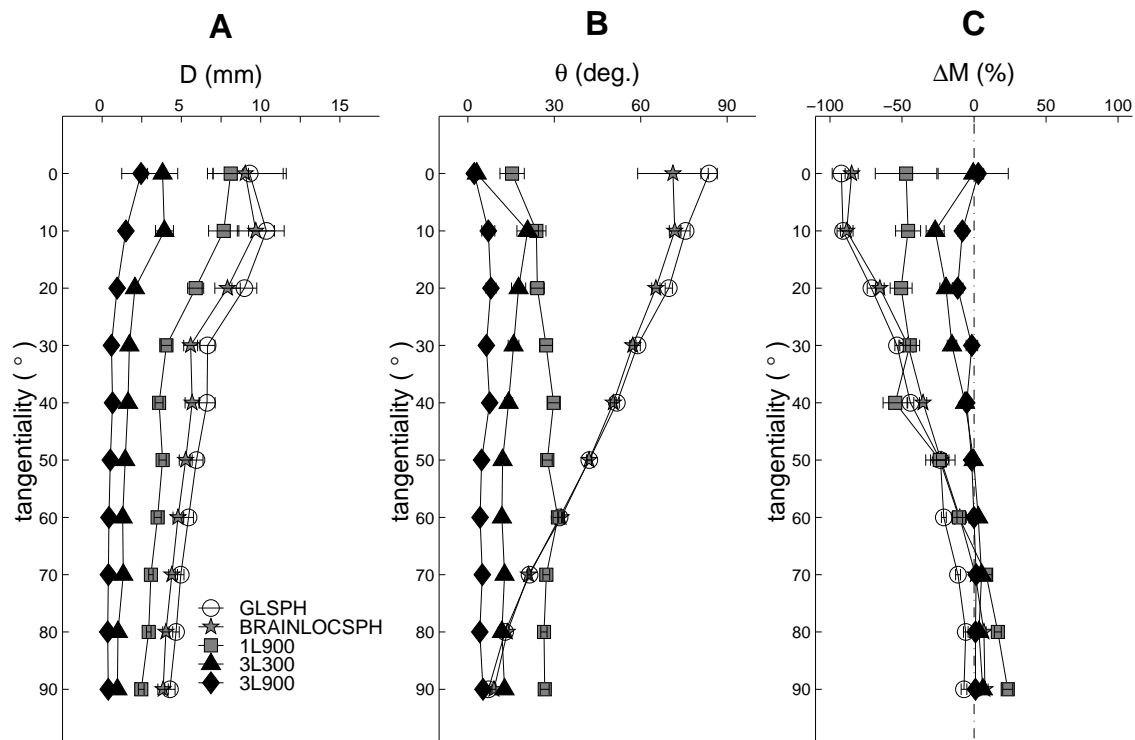 A
D (mm)
0 5 10 15
0
10
20
30
40
50
60
70
80
90
tangentiality ( ° )
GLSPH
BRAINLOCSPH
1L900
3L300
3L900
B
θ (deg.)
0 30 60 90
0
10
20
30
40
50
60
70
80
90
tangentiality ( ° )
C
ΔM (%)
−100 −50 0 50 100
0
10
20
30
40
50
60
70
80
90
tangentiality ( ° )